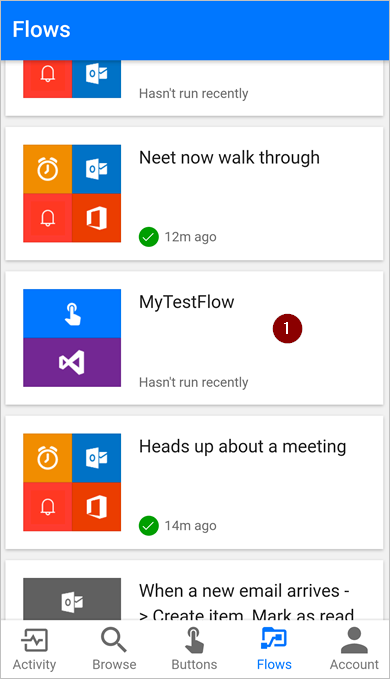 Flows
Hasn't run recently
Neet now walk through
12m ago
MyTestFlow
1
Hasn't run recently
Heads up about a meeting
14m ago
When a new email arrives -
> Create item, Mark as read
Activity
Browse
Buttons
Flows
Account